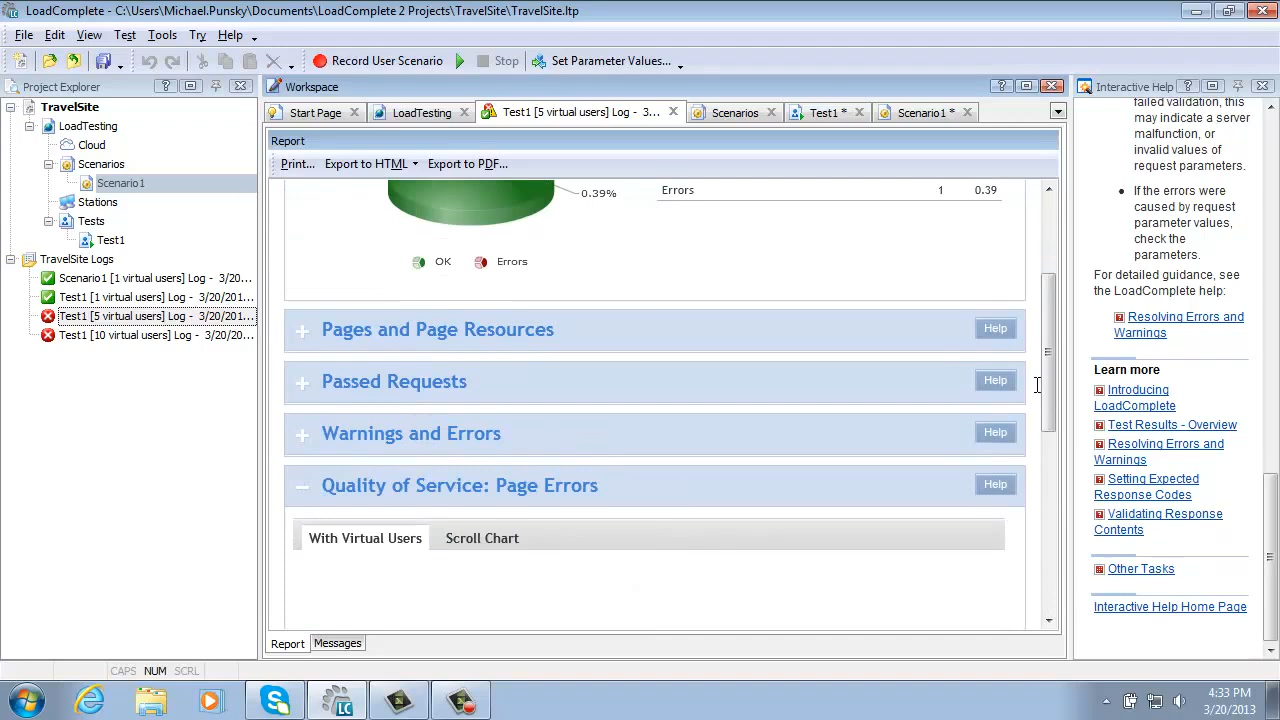 LoadComplete - C:\Users\Michael.Punsky\Documents\LoadComplete 2 Projects\TravelSite\TravelSite.ltp
File Edit View Test Tools Try Help
Record User Scenario Stop Set Parameter Values...
Project Explorer
TravelSite
LoadTesting
Cloud
Scenarios
Scenario1
Stations
Tests
Test1
TravelSite Logs
Scenario1 [1 virtual users] Log - 3/20...
Test1 [1 virtual users] Log - 3/20/201...
Test1 [5 virtual users] Log - 3/20/201...
Test1 [10 virtual users] Log - 3/20/20...
Workspace
Start Page LoadTesting Test1 [5 virtual users] Log - 3... Scenarios Test1 * Scenario1 *
Report
Print... Export to HTML Export to PDF...
0.39% Errors 1 0.39
OK Errors
Pages and Page Resources Help
Passed Requests Help
Warnings and Errors Help
Quality of Service: Page Errors Help
With Virtual Users Scroll Chart
Report Messages
Interactive Help
failed validation, this
may indicate a server
malfunction, or
invalid values of
request parameters.
If the errors were
caused by request
parameter values,
check the
parameters.
For detailed guidance, see
the LoadComplete help:
Resolving Errors and
Warnings
Learn more
Introducing
LoadComplete
Test Results - Overview
Resolving Errors and
Warnings
Setting Expected
Response Codes
Validating Response
Contents
Other Tasks
Interactive Help Home Page
CAPS NUM SCRL
LC
4:33 PM
3/20/2013